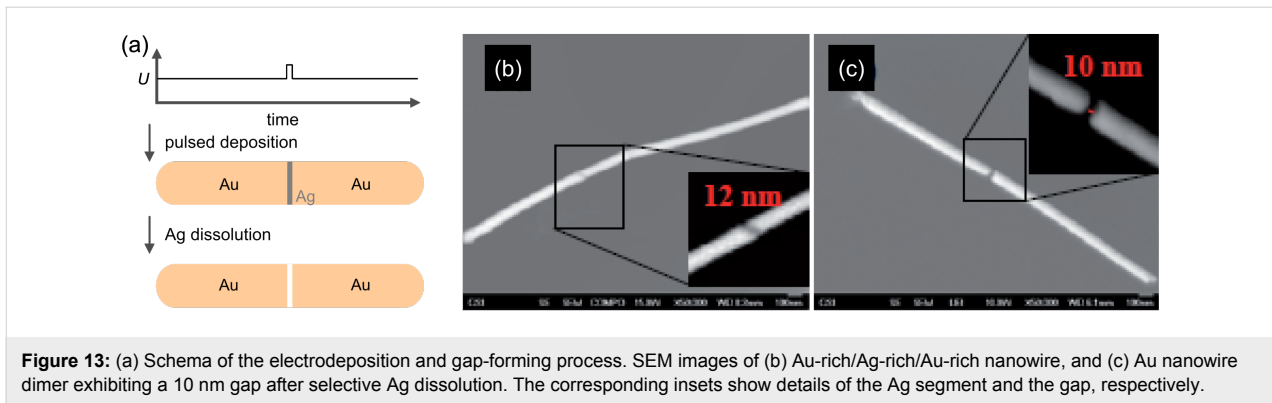 (a)
U
time
pulsed deposition
Au
Ag
Au
Ag dissolution
Au
Au
(b)
12 nm
(c)
10 nm
Figure 13: (a) Schema of the electrodeposition and gap-forming process. SEM images of (b) Au-rich/Ag-rich/Au-rich nanowire, and (c) Au nanowire
dimer exhibiting a 10 nm gap after selective Ag dissolution. The corresponding insets show details of the Ag segment and the gap, respectively.